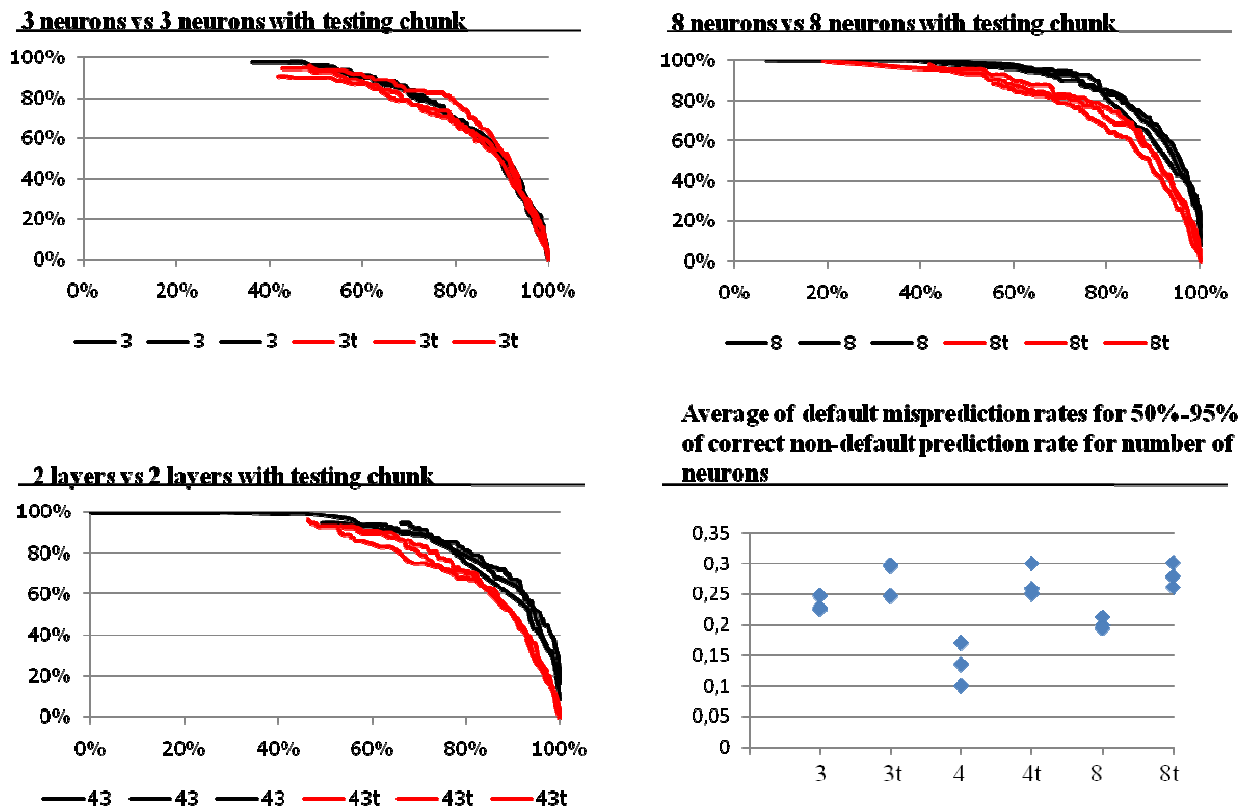 3 neurons vs 3 neurons with testing chunk
100%
80%
60%
40%
20%
0%
0% 20% 40% 60% 80% 100%
3 3 3 3t 3t 3t
8 neurons vs 8 neurons with testing chunk
100%
80%
60%
40%
20%
0%
0% 20% 40% 60% 80% 100%
8 8 8 8t 8t 8t
2 layers vs 2 layers with testing chunk
100%
80%
60%
40%
20%
0%
0% 20% 40% 60% 80% 100%
43 43 43 43t 43t 43t
Average of default misprediction rates for 50%-95%
of correct non-default prediction rate for number of
neurons
0,35
0,3
0,25
0,2
0,15
0,1
0,05
0
3 3t 4 4t 8 8t